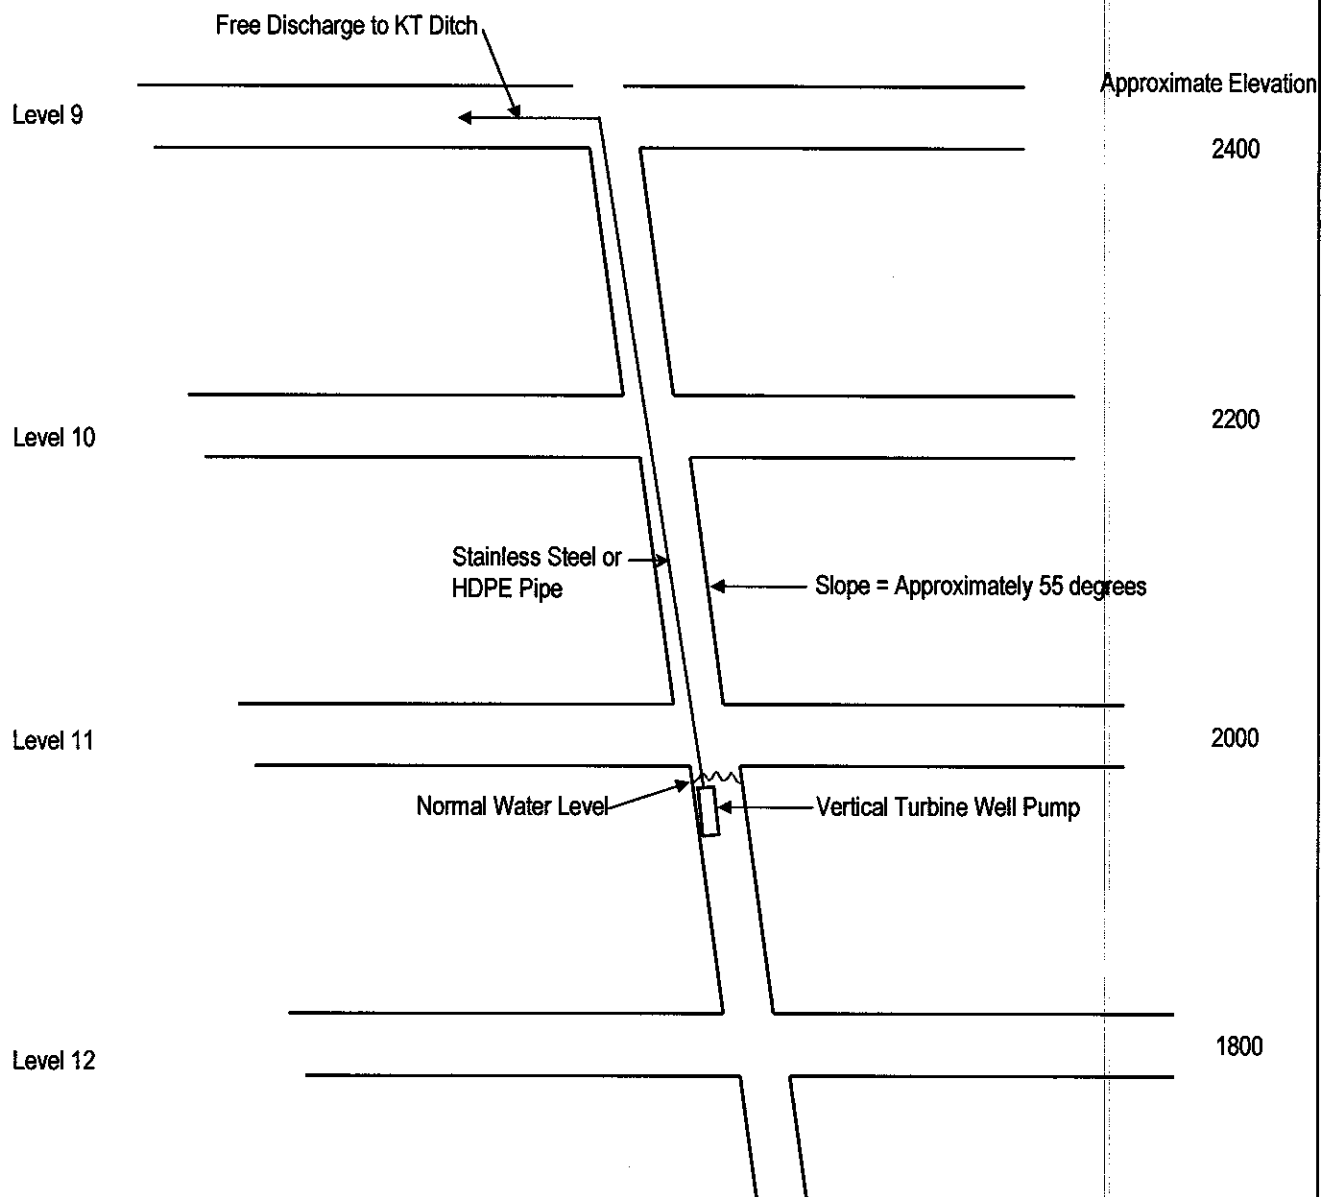 Free Discharge to KT Ditch
Approximate Elevation
Level 9
2400
2200
Level 10
Stainless Steel or
HDPE Pipe
Slope = Approximately 55 degrees
Level 11
2000
Normal Water Level
Vertical Turbine Well Pump
Level 12
1800